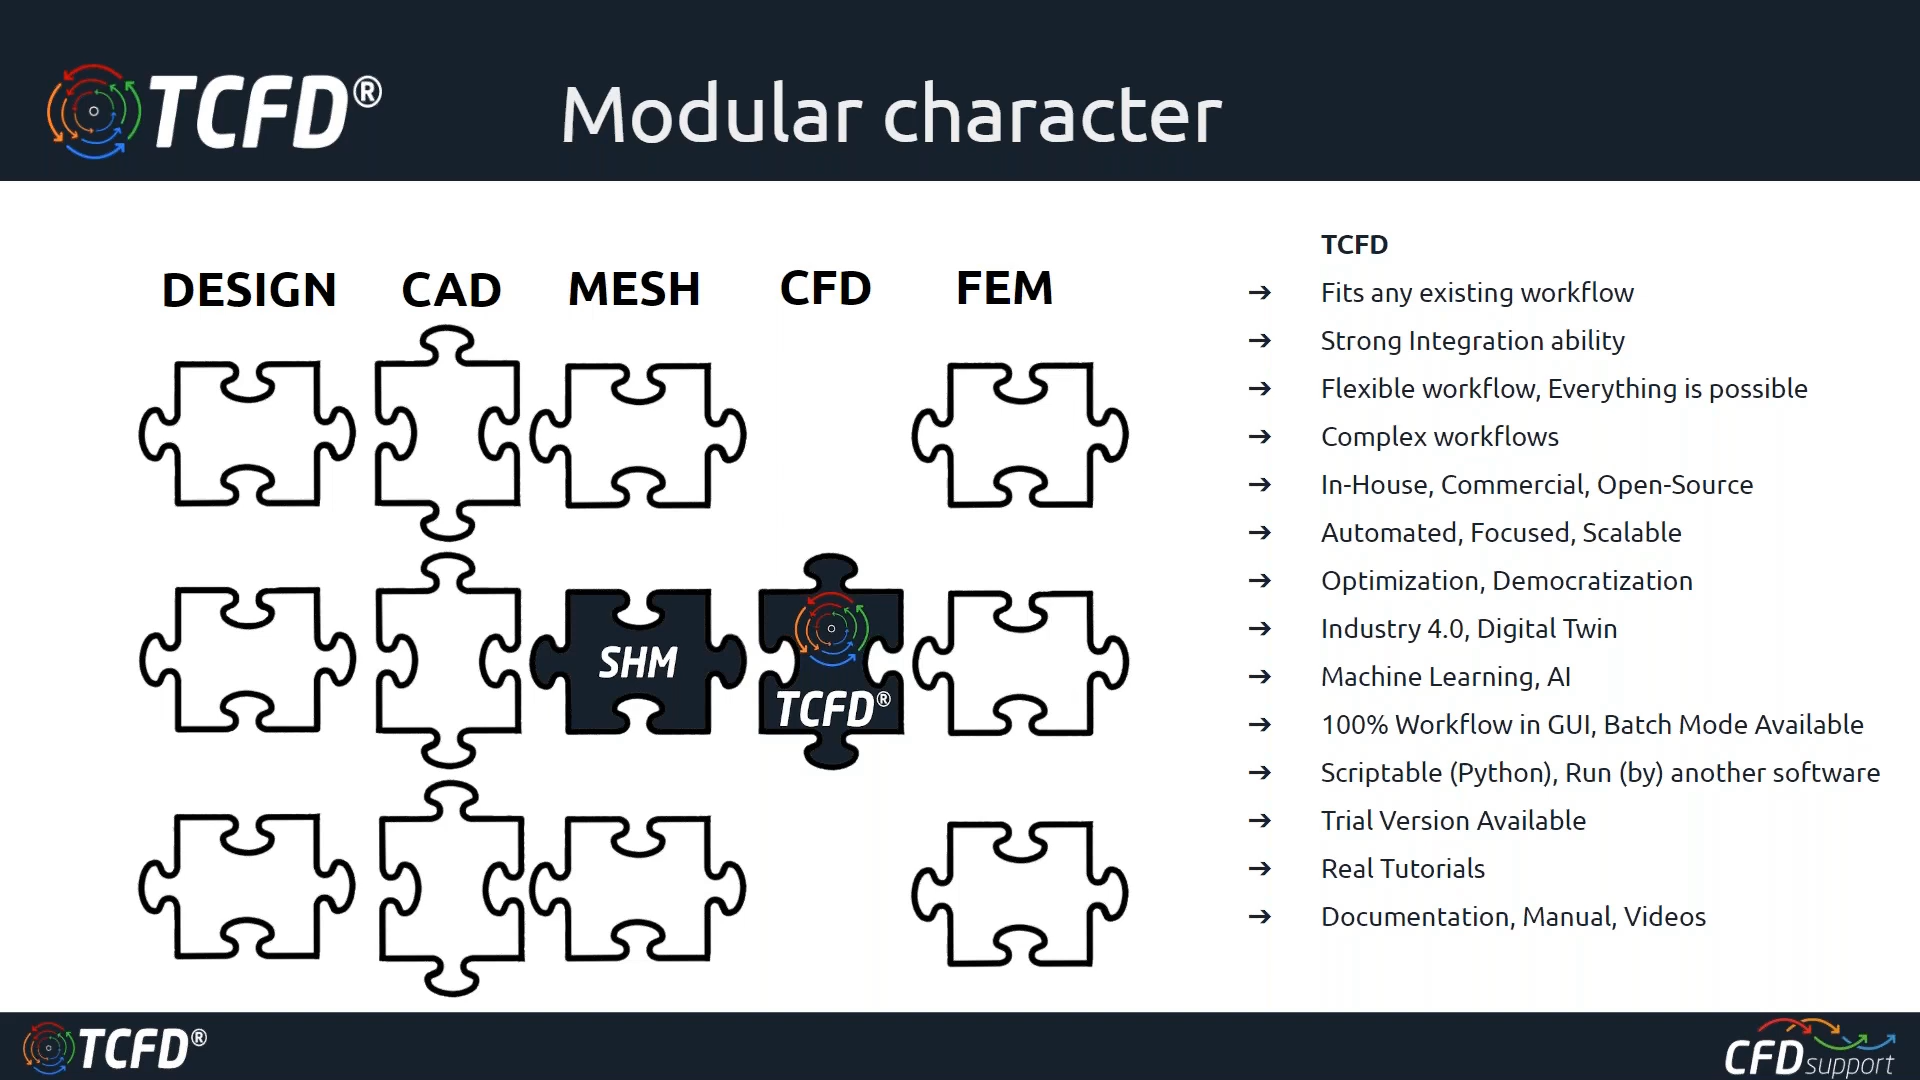 TCFD®
Modular character
DESIGN CAD MESH CFD FEM
SHM
TCFD®
TCFD
➔ Fits any existing workflow
➔ Strong Integration ability
➔ Flexible workflow, Everything is possible
➔ Complex workflows
➔ In-House, Commercial, Open-Source
➔ Automated, Focused, Scalable
➔ Optimization, Democratization
➔ Industry 4.0, Digital Twin
➔ Machine Learning, AI
➔ 100% Workflow in GUI, Batch Mode Available
➔ Scriptable (Python), Run (by) another software
➔ Trial Version Available
➔ Real Tutorials
➔ Documentation, Manual, Videos
TCFD®
CFDsupport